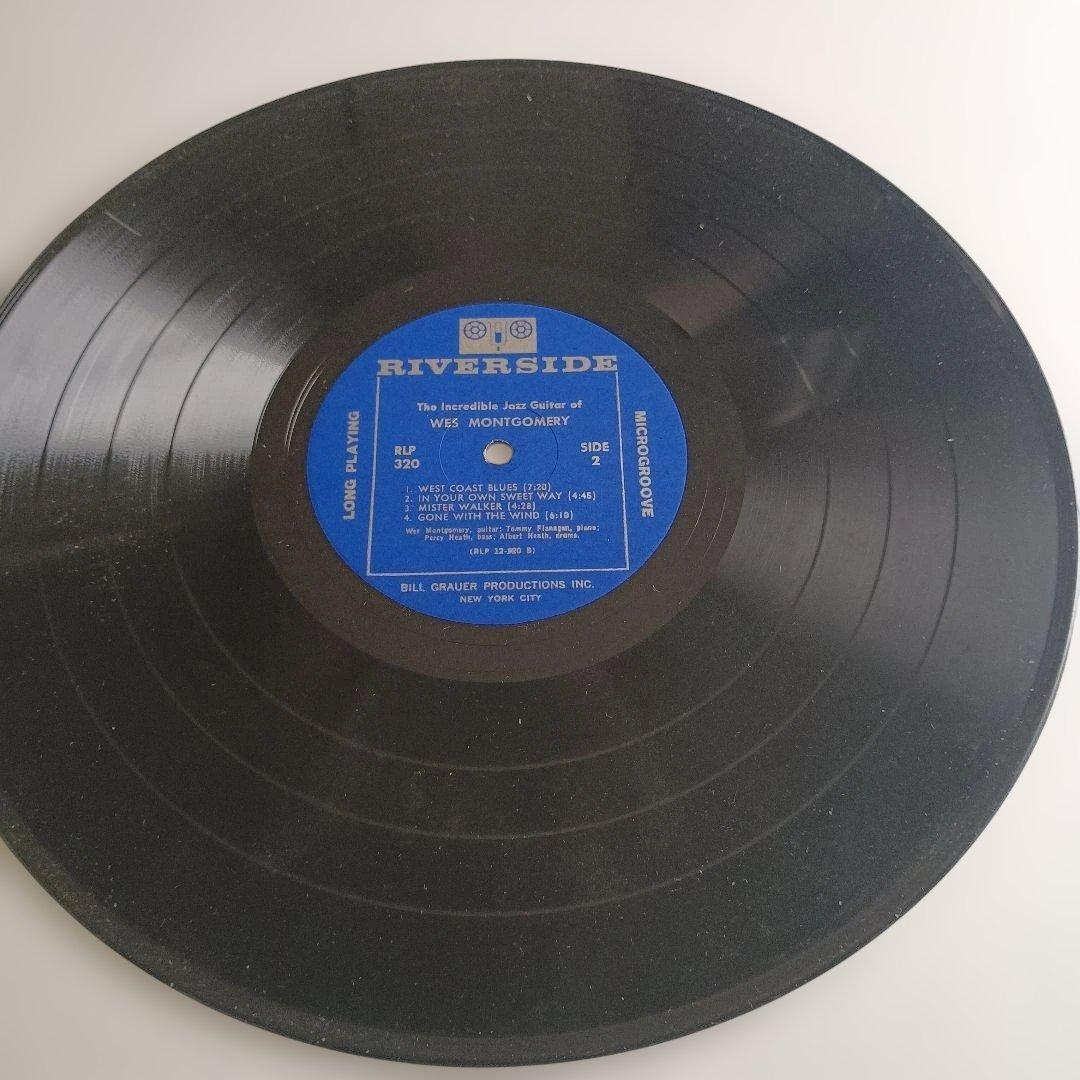 RIVERSIDE
The Incredible Jazz Guitar of
WES MONTGOMERY
RLP
320
SIDE
2
LONG PLAYING
MICROGROOVE
1. WEST COAST BLUES (7:20)
2. IN YOUR OWN SWEET WAY (4:45)
3. MISTER WALKER (4:28)
4. GONE WITH THE WIND (6:10)
Wes Montgomery, guitar; Tommy Flanagan, piano;
Percy Heath, bass; Albert Heath, drums.
(RLP 12-920 B)
BILL GRAUER PRODUCTIONS INC.
NEW YORK CITY